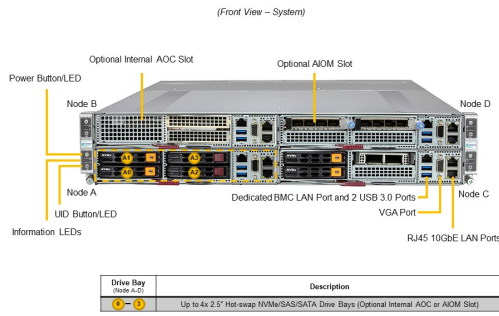 (Front View – System)
Optional Internal AOC Slot
Optional AIOM Slot
Power Button/LED
Node B
Node D
A1
A3
A0
A2
Node A
Node C
Dedicated BMC LAN Port and 2 USB 3.0 Ports
UID Button/LED
VGA Port
Information LEDs
RJ45 10GbE LAN Ports
Drive Bay
Description
(Node A-D)
0 – 3
Up to 4x 2.5" Hot-swap NVMe/SAS/SATA Drive Bays (Optional Internal AOC or AIOM Slot)